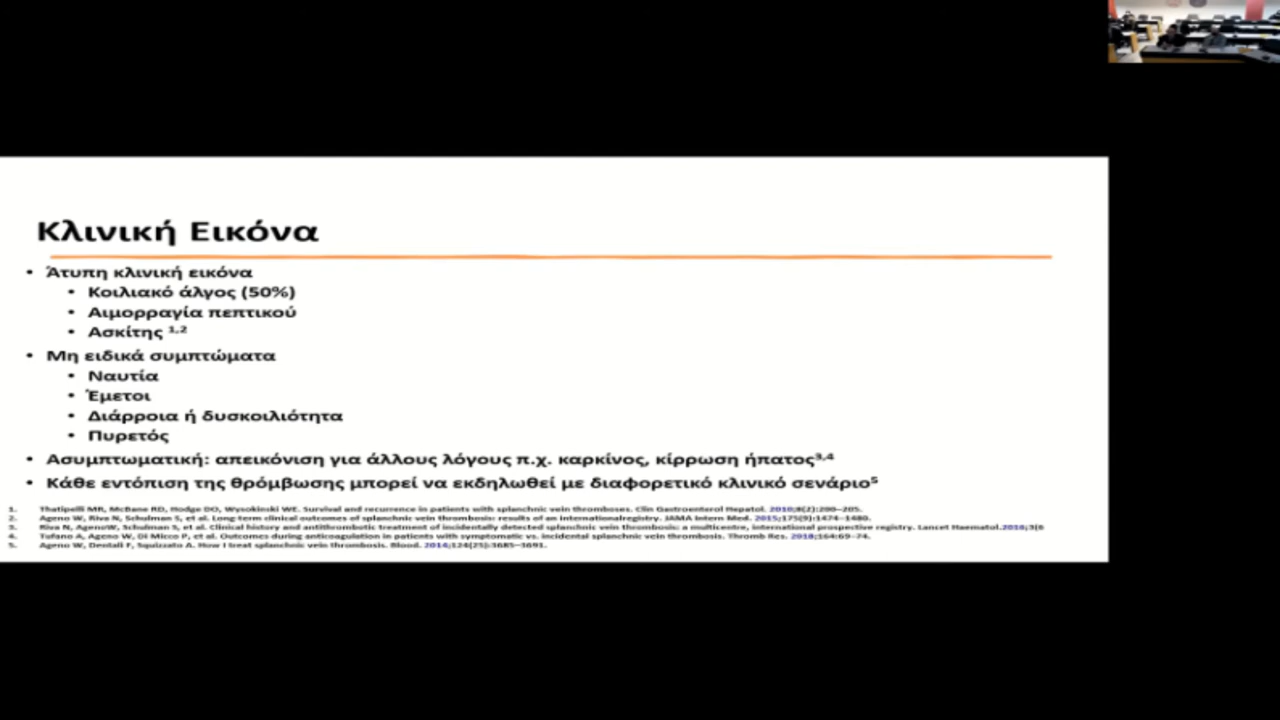 Κλινική Εικόνα
• Άτυπη κλινική εικόνα
• Κοιλιακό άλγος (50%)
• Αιμορραγία πεπτικού
• Ασκίτης 1,2
• Μη ειδικά συμπτώματα
• Ναυτία
• Έμετοι
• Διάρροια ή δυσκοιλιότητα
• Πυρετός
• Ασυμπτωματική: απεικόνιση για άλλους λόγους π.χ. καρκίνος, κίρρωση ήπατος3,4
• Κάθε εντόπιση της θρόμβωσης μπορεί να εκδηλωθεί με διαφορετικό κλινικό σενάριο5
1. Thatipelli MR, McBane RD, Hodge DO, Wysokinski WE. Survival and recurrence in patients with splanchnic vein thromboses. Clin Gastroenterol Hepatol. 2010;8(2):200–205.
2. Ageno W, Riva N, Schulman S, et al. Long-term clinical outcomes of splanchnic vein thrombosis: results of an internationalregistry. JAMA Intern Med. 2015;175(9):1474–1480.
3. Riva N, AgenoW, Schulman S, et al. Clinical history and antithrombotic treatment of incidentally detected splanchnic vein thrombosis: a multicentre, international prospective registry. Lancet Haematol.2016;3(6
4. Tufano A, Ageno W, Di Micco P, et al. Outcomes during anticoagulation in patients with symptomatic vs. incidental splanchnic vein thrombosis. Thromb Res. 2018;164:69–74.
5. Ageno W, Dentali F, Squizzato A. How I treat splanchnic vein thrombosis. Blood. 2014;124(25):3685–3691.